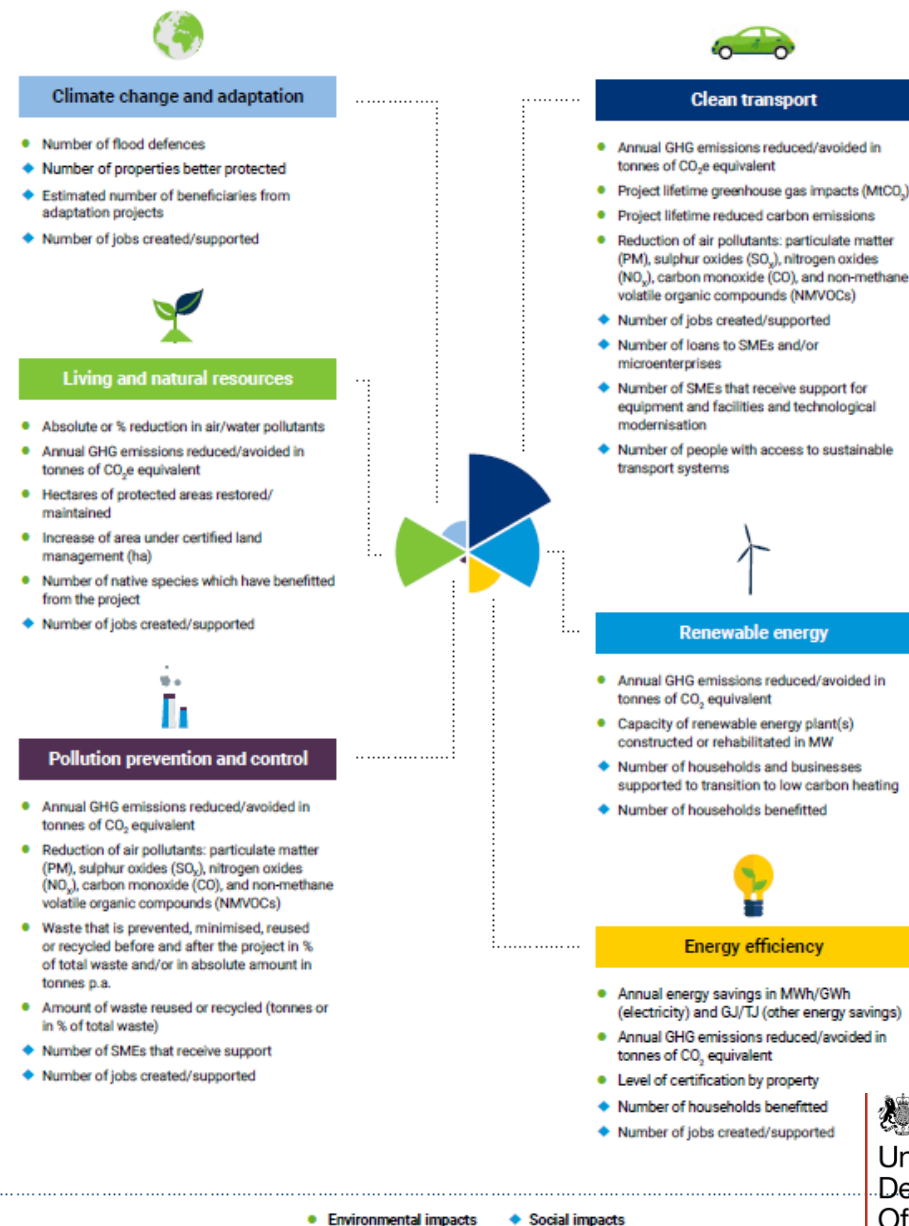 Climate change and adaptation
Number of flood defences
Number of properties better protected
Estimated number of beneficiaries from
adaptation projects
Number of jobs created/supported
Living and natural resources
Absolute or % reduction in air/water pollutants
Annual GHG emissions reduced/avoided in
tonnes of CO₂e equivalent
Hectares of protected areas restored/
maintained
Increase of area under certified land
management (ha)
Number of native species which have benefitted
from the project
Number of jobs created/supported
Pollution prevention and control
Annual GHG emissions reduced/avoided in
tonnes of CO₂ equivalent
Reduction of air pollutants: particulate matter
(PM), sulphur oxides (SOₓ), nitrogen oxides
(NOₓ), carbon monoxide (CO), and non-methane
volatile organic compounds (NMVOCs)
Waste that is prevented, minimised, reused
or recycled before and after the project in %
of total waste and/or in absolute amount in
tonnes p.a.
Amount of waste reused or recycled (tonnes or
in % of total waste)
Number of SMEs that receive support
Number of jobs created/supported
Clean transport
Annual GHG emissions reduced/avoided in
tonnes of CO₂e equivalent
Project lifetime greenhouse gas impacts (MtCO₂)
Project lifetime reduced carbon emissions
Reduction of air pollutants: particulate matter
(PM), sulphur oxides (SOₓ), nitrogen oxides
(NOₓ), carbon monoxide (CO), and non-methane
volatile organic compounds (NMVOCs)
Number of jobs created/supported
Number of loans to SMEs and/or
microenterprises
Number of SMEs that receive support for
equipment and facilities and technological
modernisation
Number of people with access to sustainable
transport systems
Renewable energy
Annual GHG emissions reduced/avoided in
tonnes of CO₂ equivalent
Capacity of renewable energy plant(s)
constructed or rehabilitated in MW
Number of households and businesses
supported to transition to low carbon heating
Number of households benefitted
Energy efficiency
Annual energy savings in MWh/GWh
(electricity) and GJ/TJ (other energy savings)
Annual GHG emissions reduced/avoided in
tonnes of CO₂ equivalent
Level of certification by property
Number of households benefitted
Number of jobs created/supported
Environmental impacts
Social impacts